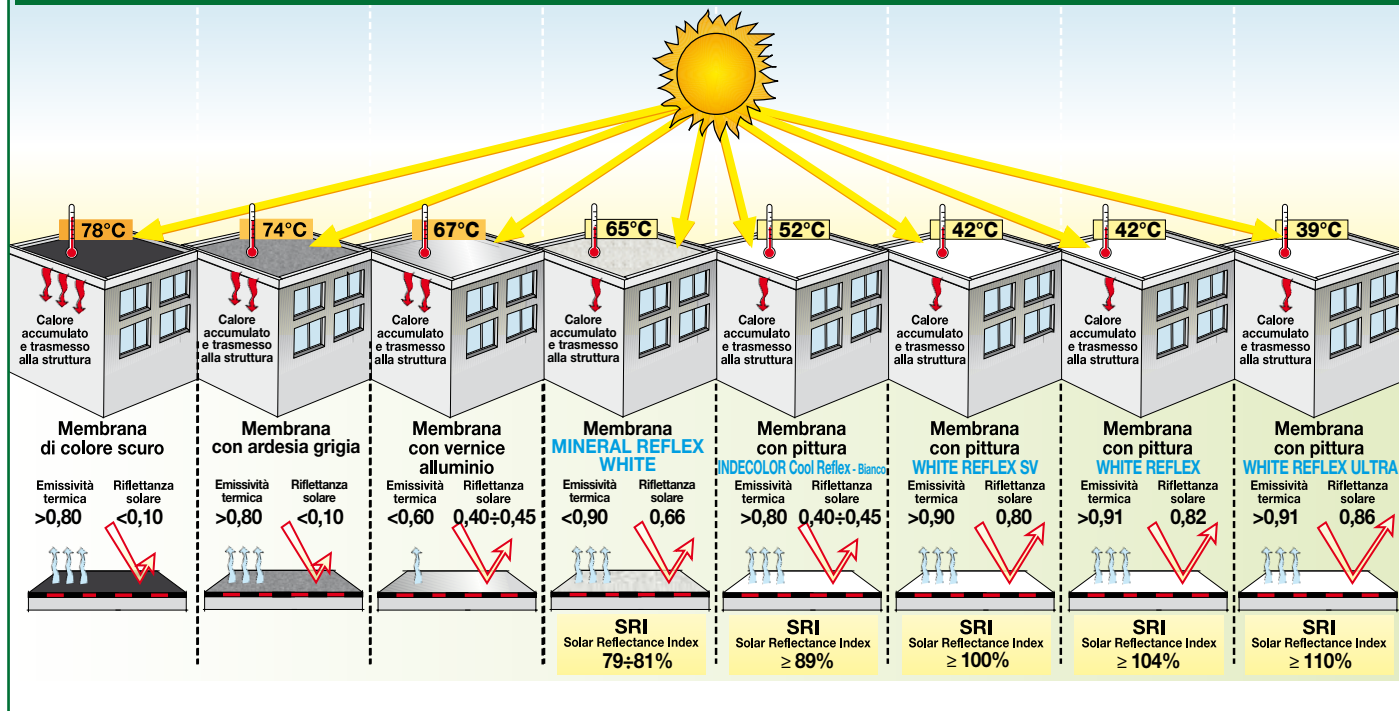 78°C
Calore
accumulato
e trasmesso
alla struttura
Membrana
di colore scuro
Emissività
termica
>0,80
Riflettanza
solare
<0,10
74°C
Calore
accumulato
e trasmesso
alla struttura
Membrana
con ardesia grigia
Emissività
termica
>0,80
Riflettanza
solare
<0,10
67°C
Calore
accumulato
e trasmesso
alla struttura
Membrana
con vernice
alluminio
Emissività
termica
<0,60
Riflettanza
solare
0,40÷0,45
65°C
Calore
accumulato
e trasmesso
alla struttura
Membrana
MINERAL REFLEX
WHITE
Emissività
termica
<0,90
Riflettanza
solare
0,66
SRI
Solar Reflectance Index
79÷81%
52°C
Calore
accumulato
e trasmesso
alla struttura
Membrana
con pittura
INDECOLOR Cool Reflex - Bianco
Emissività
termica
>0,80
Riflettanza
solare
0,40÷0,45
SRI
Solar Reflectance Index
≥ 89%
42°C
Calore
accumulato
e trasmesso
alla struttura
Membrana
con pittura
WHITE REFLEX SV
Emissività
termica
>0,90
Riflettanza
solare
0,80
SRI
Solar Reflectance Index
≥ 100%
42°C
Calore
accumulato
e trasmesso
alla struttura
Membrana
con pittura
WHITE REFLEX
Emissività
termica
>0,91
Riflettanza
solare
0,82
SRI
Solar Reflectance Index
≥ 104%
39°C
Calore
accumulato
e trasmesso
alla struttura
Membrana
con pittura
WHITE REFLEX ULTRA
Emissività
termica
>0,91
Riflettanza
solare
0,86
SRI
Solar Reflectance Index
≥ 110%